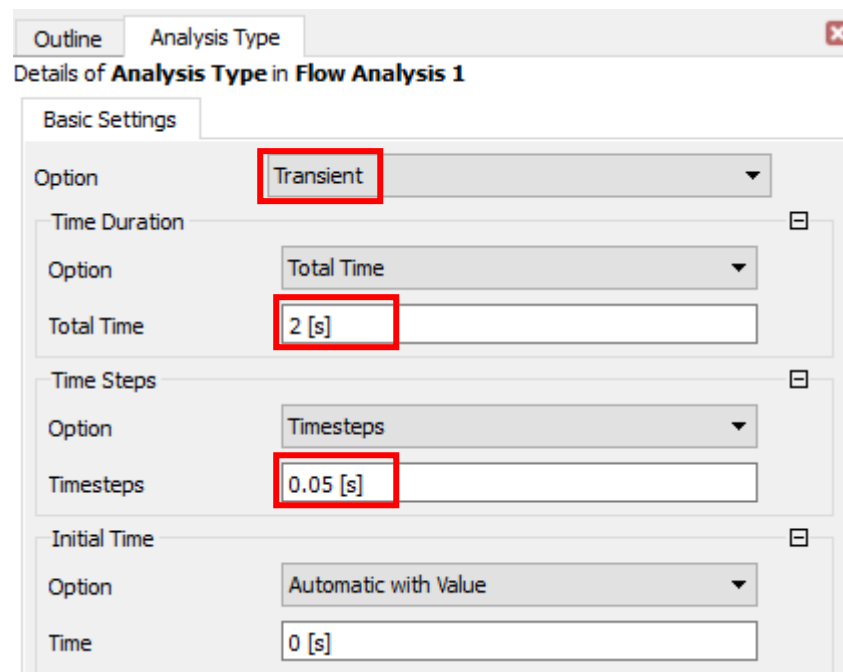 Outline Analysis Type
Details of Analysis Type in Flow Analysis 1
Basic Settings
Option Transient
Time Duration
Option Total Time
Total Time 2 [s]
Time Steps
Option Timesteps
Timesteps 0.05 [s]
Initial Time
Option Automatic with Value
Time 0 [s]